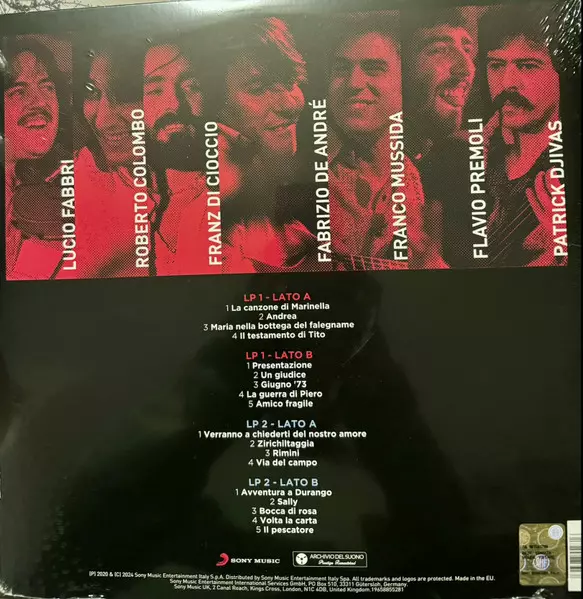 LUCIO FABBRI
ROBERTO COLOMBO
FRANZ DI CIOCCIO
FABRIZIO DE ANDRÉ
FRANCO MUSSIDA
FLAVIO PREMOLI
PATRICK DJIVAS
LP 1 - LATO A
1 La canzone di Marinella
2 Andrea
3 Maria nella bottega del falegname
4 Il testamento di Tito
LP 1 - LATO B
1 Presentazione
2 Un giudice
3 Giugno '73
4 La guerra di Piero
5 Amico fragile
LP 2 - LATO A
1 Verranno a chiederti del nostro amore
2 Zirichiltaggia
3 Rimini
4 Via del campo
LP 2 - LATO B
1 Avventura a Durango
2 Sally
3 Bocca di rosa
4 Volta la carta
5 Il pescatore
SONY MUSIC
ARCHIVIO DEL SUONO
Prestige Remastered
(P) 2020 & (C) 2024 Sony Music Entertainment Italy S.p.A. Distributed by Sony Music Entertainment Italy Spa. All trademarks and logos are protected. Made in the EU.
Sony Music Entertainment International Services GmbH, PO Box 510, 33311 Gütersloh, Germany.
Sony Music UK, 2 Canal Reach, Kings Cross, London, N1C 4DB, United Kingdom. 19658855281